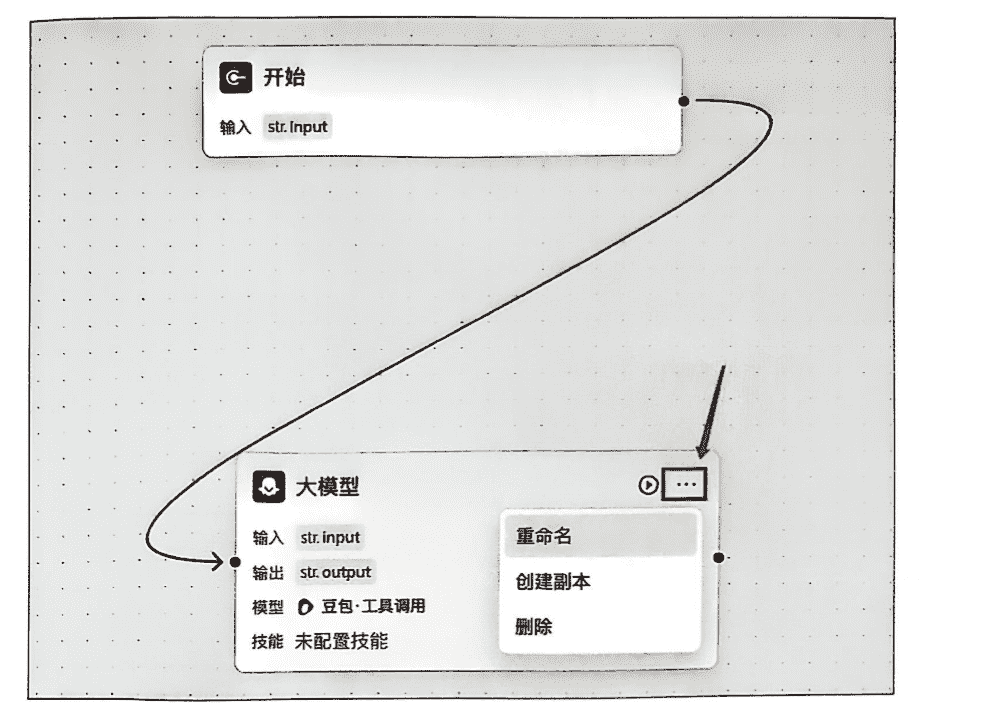 开始
输入 str.Input
大模型 ...
输入 str.input
输出 str.output
模型 豆包·工具调用
技能 未配置技能
重命名
创建副本
删除